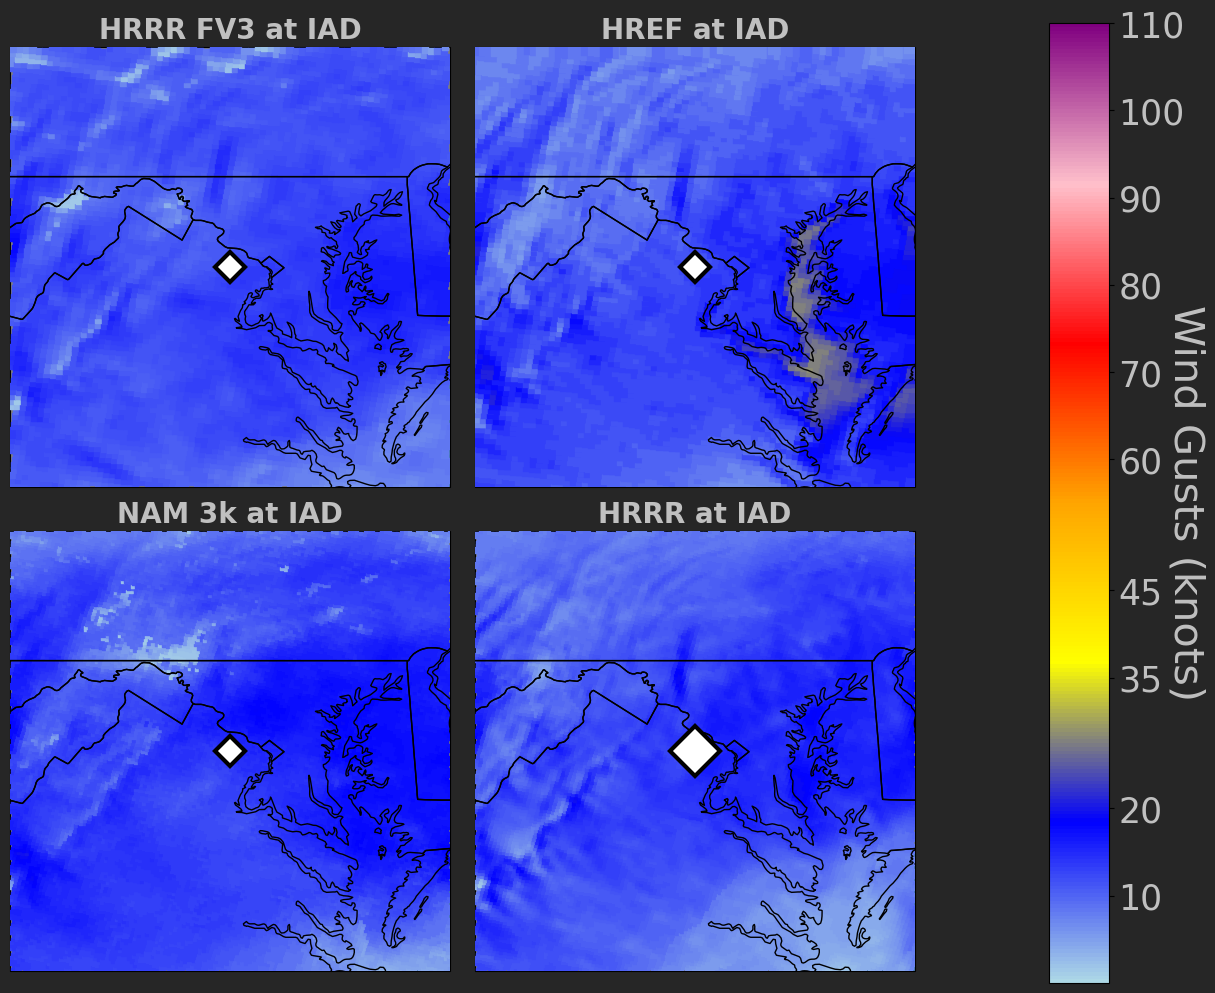 HRRR FV3 at IAD
HREF at IAD
NAM 3k at IAD
HRRR at IAD
110
100
90
80
70
60
45
35
20
10
Wind Gusts (knots)